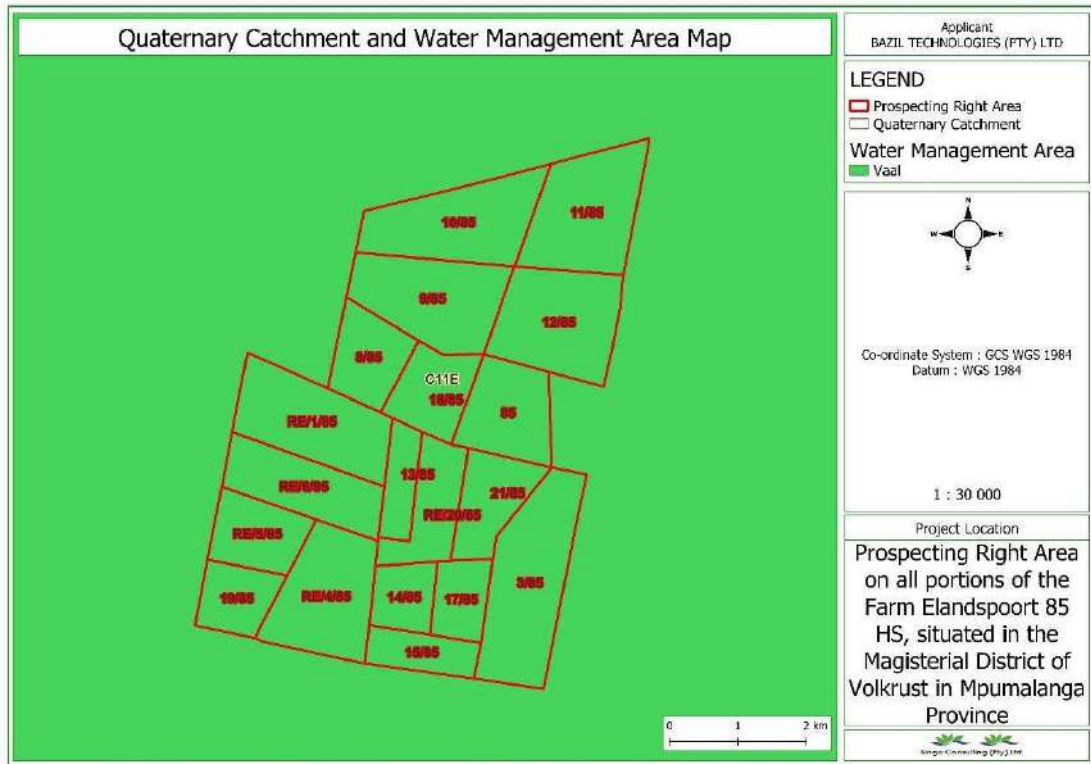 Quaternary Catchment and Water Management Area Map
Applicant
BAZIL TECHNOLOGIES (PTY) LTD
LEGEND
Prospecting Right Area
Quaternary Catchment
Water Management Area
Vaal
N
W E
S
Co-ordinate System : GCS WGS 1984
Datum : WGS 1984
1 : 30 000
Project Location
Prospecting Right Area
on all portions of the
Farm Elandspoort 85
HS, situated in the
Magisterial District of
Volkrust in Mpumalanga
Province
Singo Consulting (Pty) Ltd
10/85
11/85
9/85
12/85
8/85
C11E
18/85
85
RE/1/85
13/85
RE/6/85
21/85
RE/20/85
RE/5/85
3/85
19/85
RE/4/85
14/85
17/85
15/85
0 1 2 km